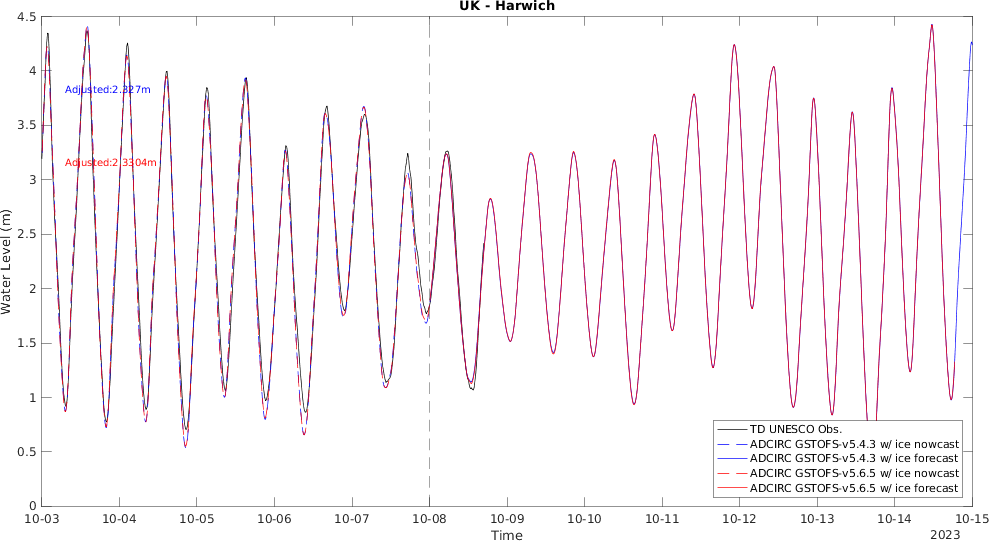 UK - Harwich
4.5
4
3.5
3
2.5
2
1.5
1
0.5
0
Water Level (m)
Adjusted:2.327m
Adjusted:2.3304m
TD UNESCO Obs.
ADCIRC GSTOFS-v5.4.3 w/ ice nowcast
ADCIRC GSTOFS-v5.4.3 w/ ice forecast
ADCIRC GSTOFS-v5.6.5 w/ ice nowcast
ADCIRC GSTOFS-v5.6.5 w/ ice forecast
10-03 10-04 10-05 10-06 10-07 10-08 10-09 10-10 10-11 10-12 10-13 10-14 10-15
Time
2023